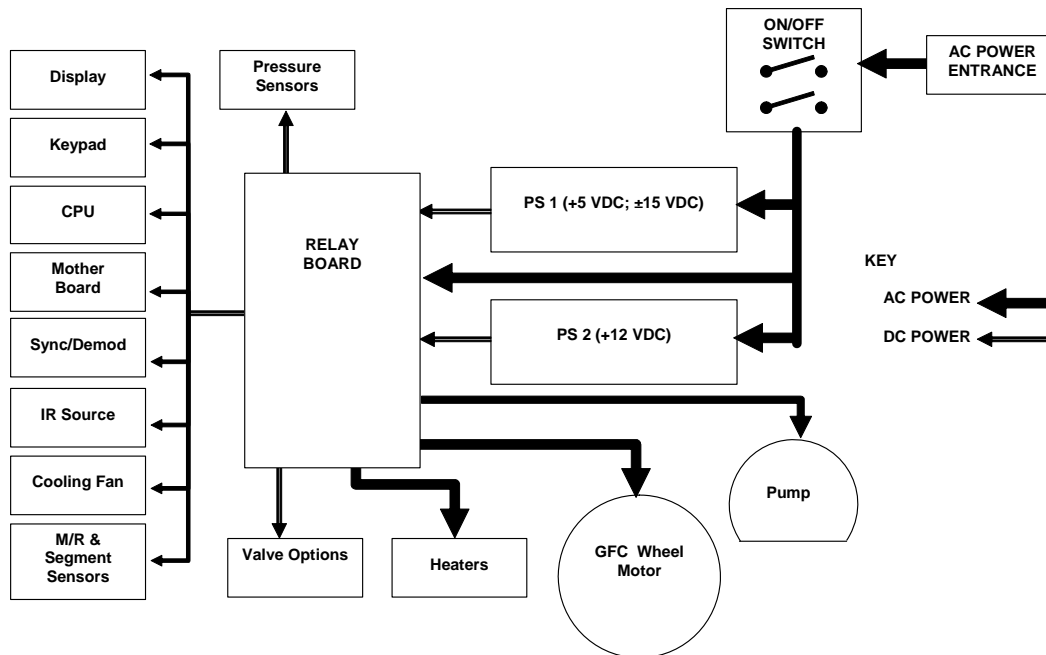 ON/OFF
SWITCH
AC POWER
ENTRANCE
Display
Keypad
CPU
Mother
Board
Sync/Demod
IR Source
Cooling Fan
M/R &
Segment
Sensors
Pressure
Sensors
RELAY
BOARD
PS 1 (+5 VDC; ±15 VDC)
PS 2 (+12 VDC)
KEY
AC POWER
DC POWER
Valve Options
Heaters
GFC Wheel
Motor
Pump